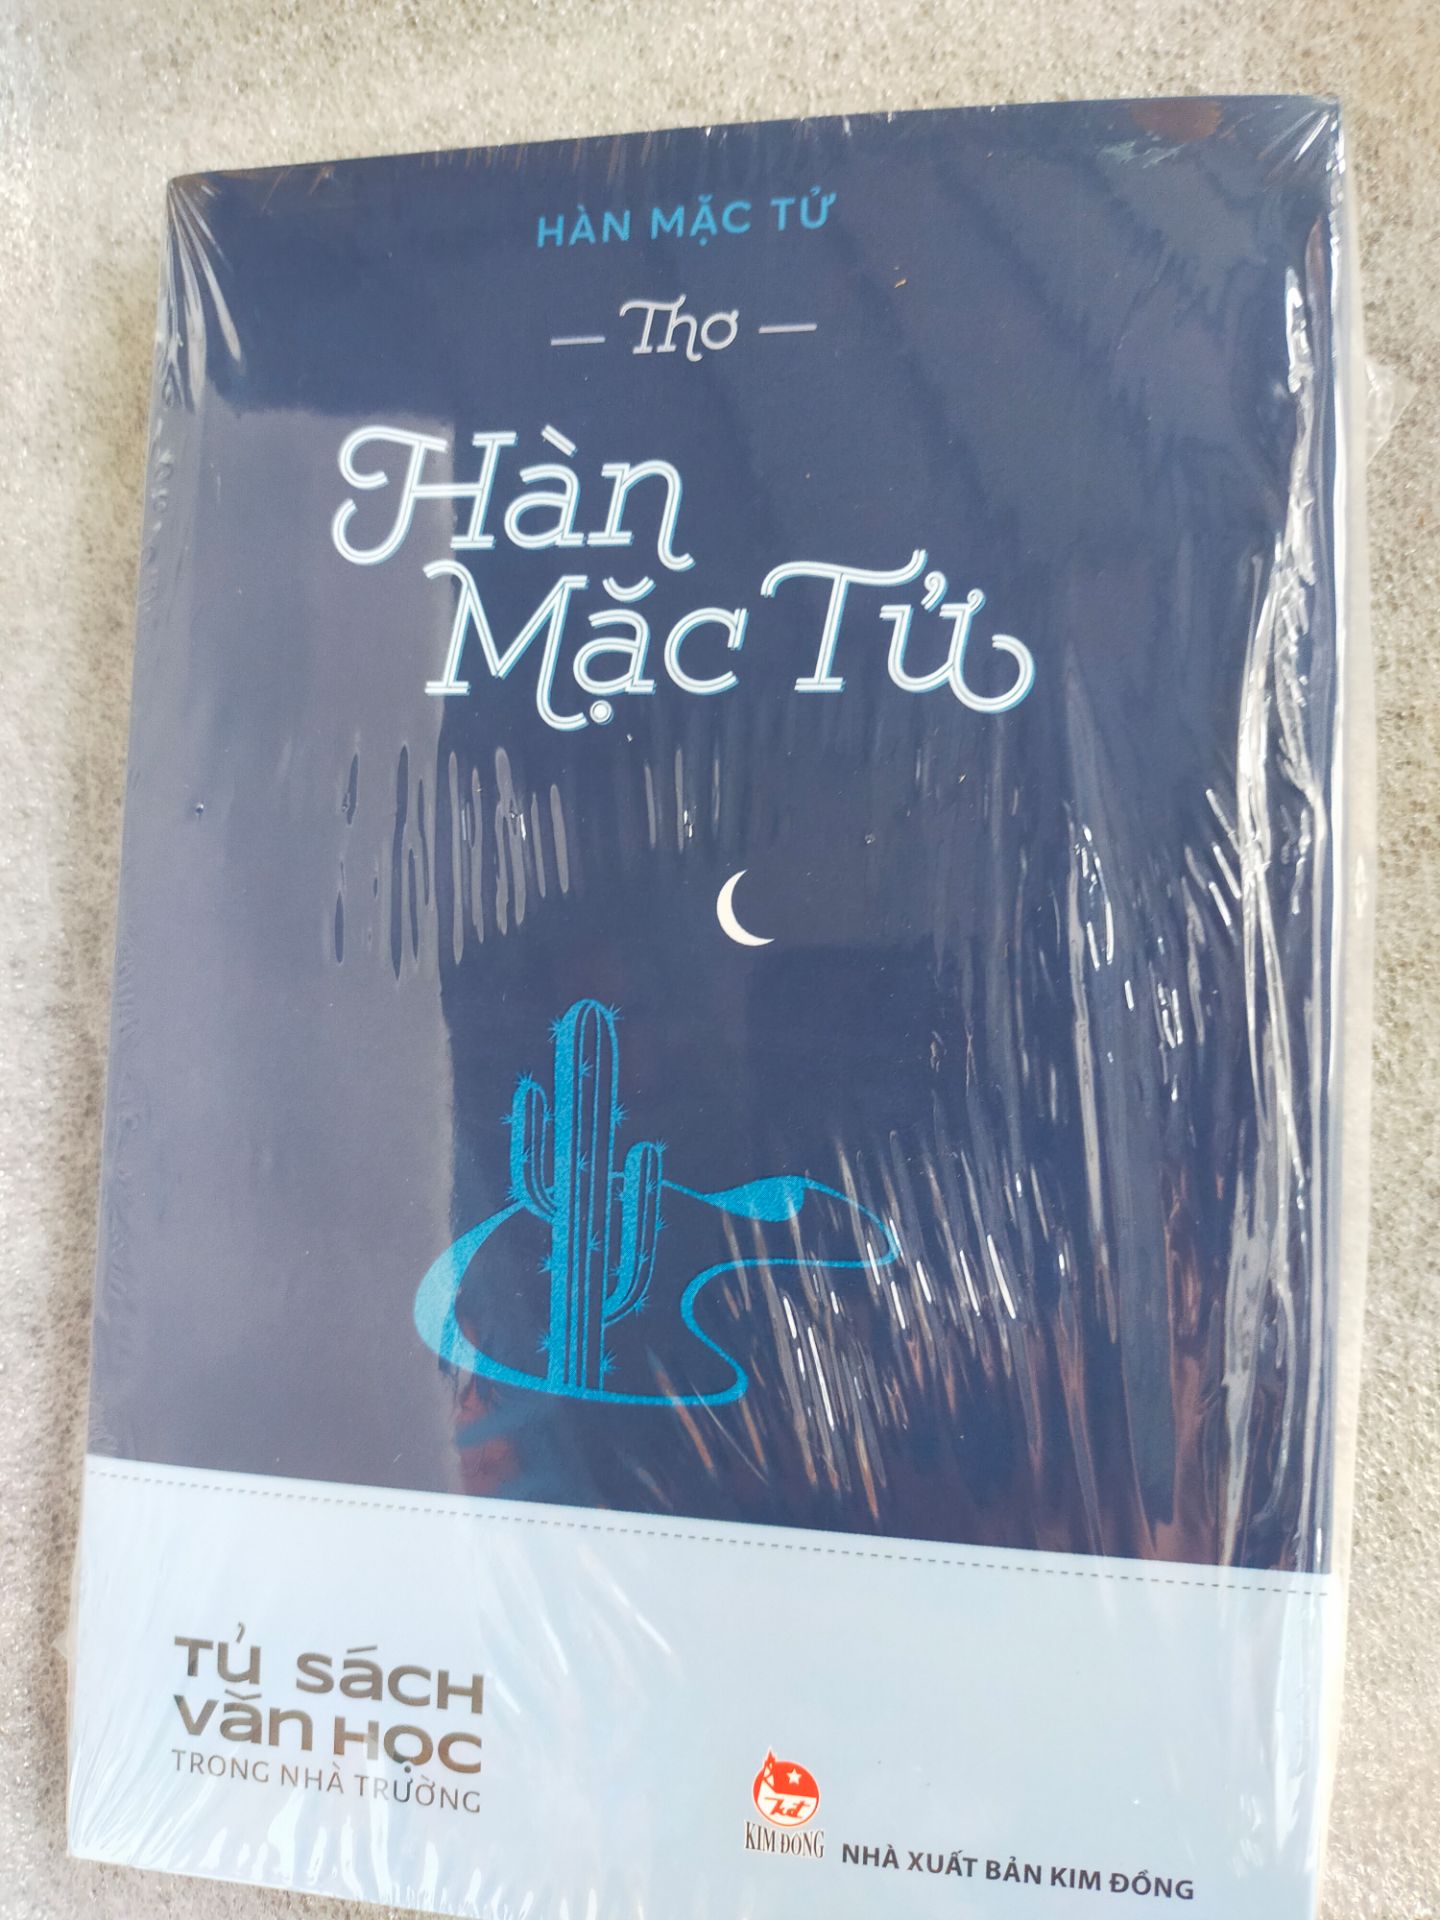 HÀN MẶC TỬ
— Thơ —
Hàn
Mặc Tử
TỦ SÁCH
VĂN HỌC
TRONG NHÀ TRƯỜNG
kđ
KIM ĐỒNG
NHÀ XUẤT BẢN KIM ĐỒNG